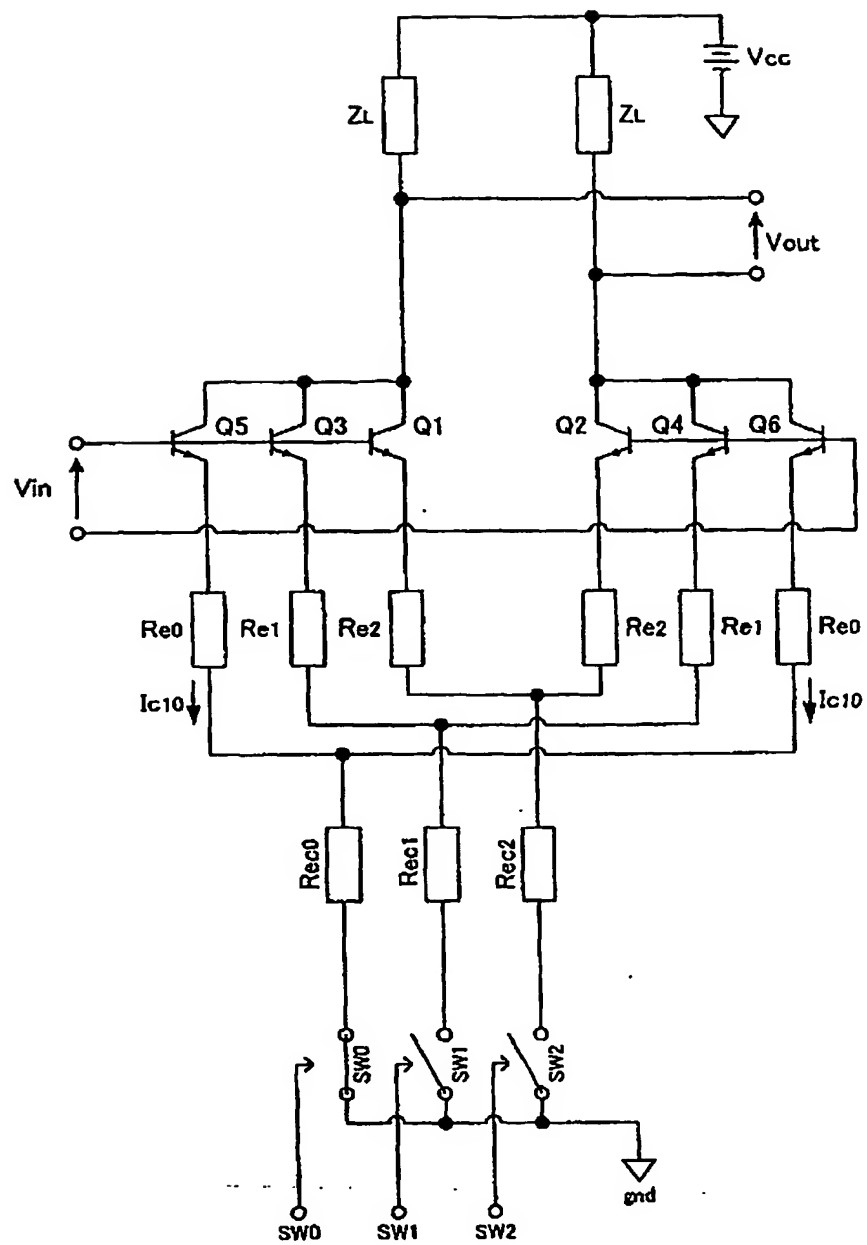 Vcc
ZL ZL
Vout
Q5 Q3 Q1 Q2 Q4 Q6
Vin
Re0 Re1 Re2 Re2 Re1 Re0
Ic10 Ic10
Rec0 Rec1 Rec2
SW0 SW1 SW2
gnd
SW0 SW1 SW2